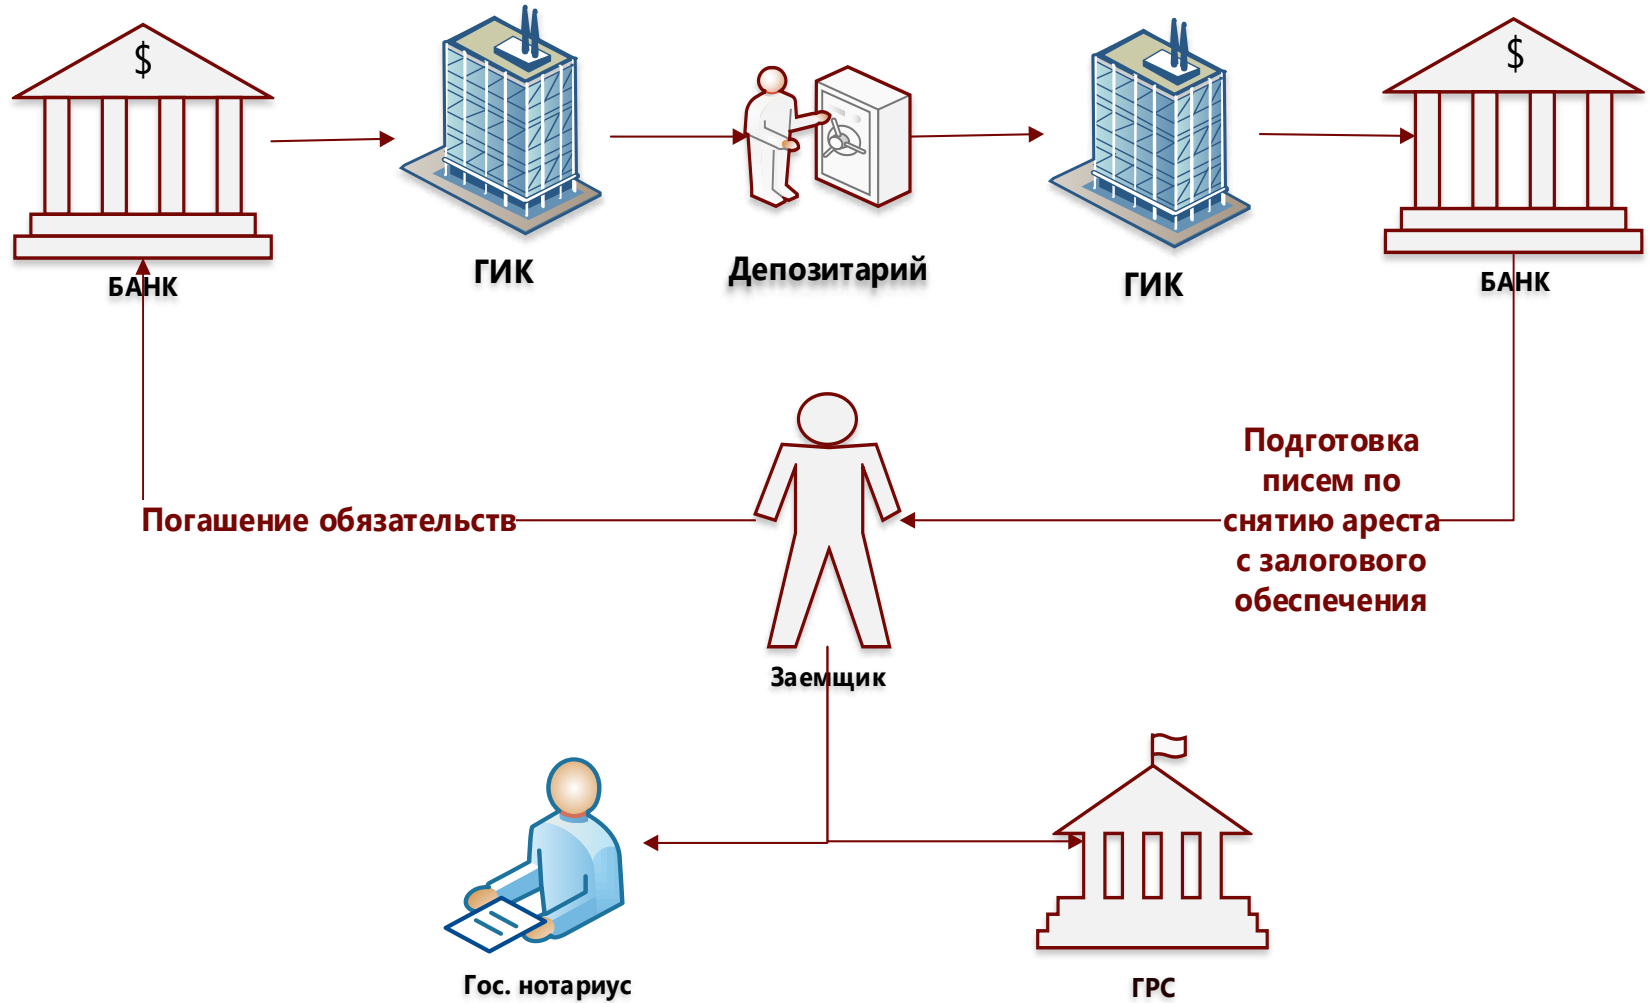 $
$
БАНК
ГИК
Депозитарий
ГИК
БАНК
Погашение обязательств
Подготовка
писем по
снятию ареста
с залогового
обеспечения
Заемщик
Гос. нотариус
ГРС